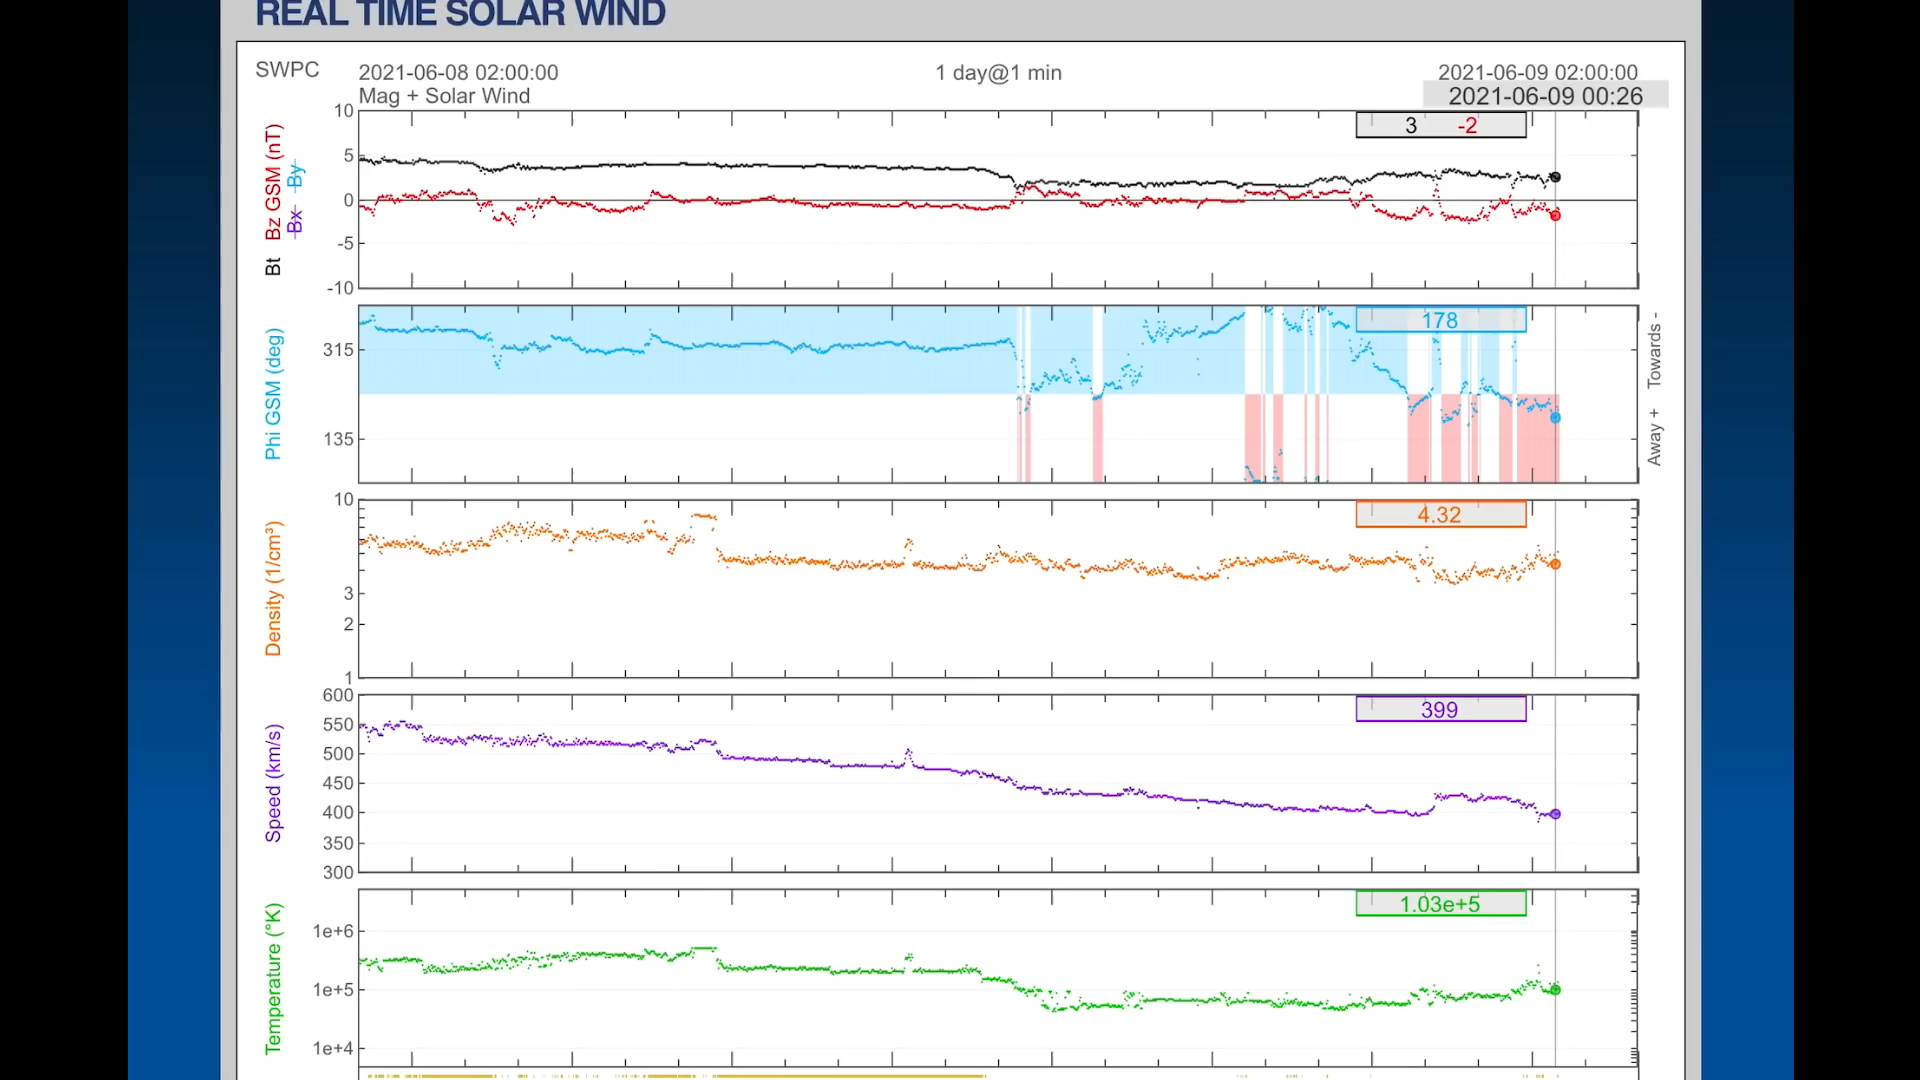 REAL TIME SOLAR WIND
SWPC
2021-06-08 02:00:00
1 day@1 min
2021-06-09 02:00:00
Mag + Solar Wind
2021-06-09 00:26
Bt Bz GSM (nT)
Bx By
10
5
0
-5
-10
3 -2
Phi GSM (deg)
315
135
178
Away + Towards -
Density (1/cm³)
10
3
2
1
4.32
Speed (km/s)
600
550
500
450
400
350
300
399
Temperature (°K)
1e+6
1e+5
1e+4
1.03e+5